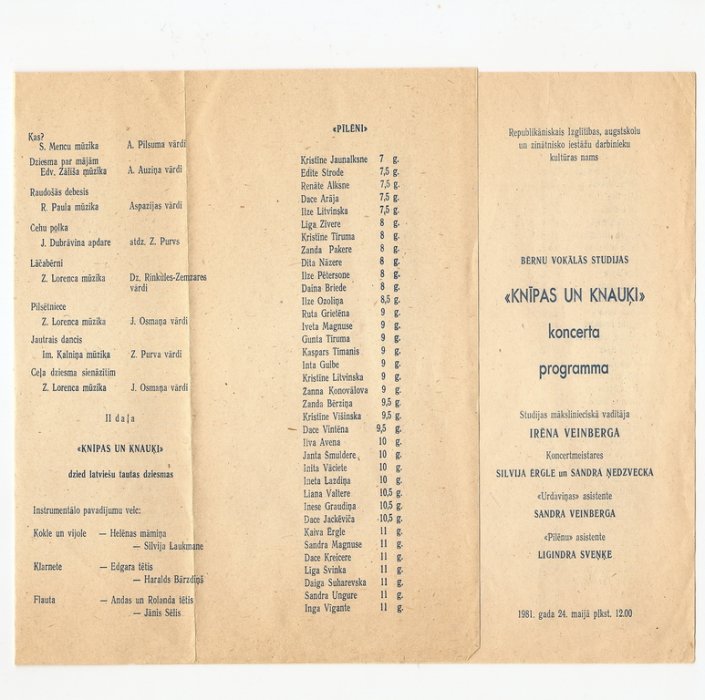 Kas?
S. Mencu mūzika A. Pilsuma vārdi
Dziesma par mājām
Edv. Zālīša mūzika A. Auziņa vārdi
Raudošās debesis
R. Paula mūzika Aspazijas vārdi
Cehu polka
J. Dubrāvina apdare atdz. Z. Purvs
Lāčabērni
Z. Lorenca mūzika Dz. Rinkules-Zemzares
vārdi
Pilsētniece
Z. Lorenca mūzika J. Osmaņa vārdi
Jautrais dancis
Im. Kalniņa mūzika Z. Purva vārdi
Ceļa dziesma sienāzītim
Z. Lorenca mūzika J. Osmaņa vārdi
II daļa
«KNĪPAS UN KNAUĶI»
dzied latviešu tautas dziesmas
Instrumentālo pavadījumu veic:
Kokle un vijole — Helēnas māmiņa
— Silvija Laukmane
Klarnete — Edgara tētis
— Haralds Bārzdiņš
Flauta — Andas un Rolanda tētis
— Jānis Sēlis
«PĪLĒNI»
Kristīne Jaunalksne 7 g.
Edīte Strode 7,5 g.
Renāte Alksne 7,5 g.
Dace Arāja 7,5 g.
Ilze Litvinska 7,5 g.
Līga Zīvere 8 g.
Kristīne Tīruma 8 g.
Zanda Pakere 8 g.
Dita Nāzere 8 g.
Ilze Pētersone 8 g.
Daina Briede 8 g.
Ilze Ozoliņa 8,5 g.
Ruta Grietēna 9 g.
Iveta Magnuse 9 g.
Gunta Tīruma 9 g.
Kaspars Tīmanis 9 g.
Inta Gulbe 9 g.
Kristīne Litvinska 9 g.
Zanna Konovālova 9 g.
Zanda Bērziņa 9,5 g.
Kristīne Višinska 9,5 g.
Dace Vintēna 9,5 g.
Ilva Avena 10 g.
Janta Smuldere 10 g.
Inita Vāciete 10 g.
Ineta Lazdiņa 10 g.
Liana Valtere 10,5 g.
Inese Graudiņa 10,5 g.
Dace Jackēviča 10,5 g.
Kaiva Ērgle 11 g.
Sandra Magnuse 11 g.
Dace Kreicere 11 g.
Līga Svinka 11 g.
Daiga Suharevska 11 g.
Sandra Ungure 11 g.
Inga Vīgante 11 g.
Republikāniskais Izglītības, augstskolu
un zinātnisko iestāžu darbinieku
kultūras nams
BĒRNU VOKĀLĀS STUDIJAS
«KNĪPAS UN KNAUĶI»
koncerta
programma
Studijas mākslinieciskā vadītāja
IRĒNA VEINBERGA
Koncertmeistares
SILVIJA ĒRGLE un SANDRA ŅEDZVECKA
«Urdaviņas» asistente
SANDRA VEINBERGA
«Pīlēnu» asistente
LIGINDRA SVEŅĶE
1981. gada 24. maijā plkst. 12.00